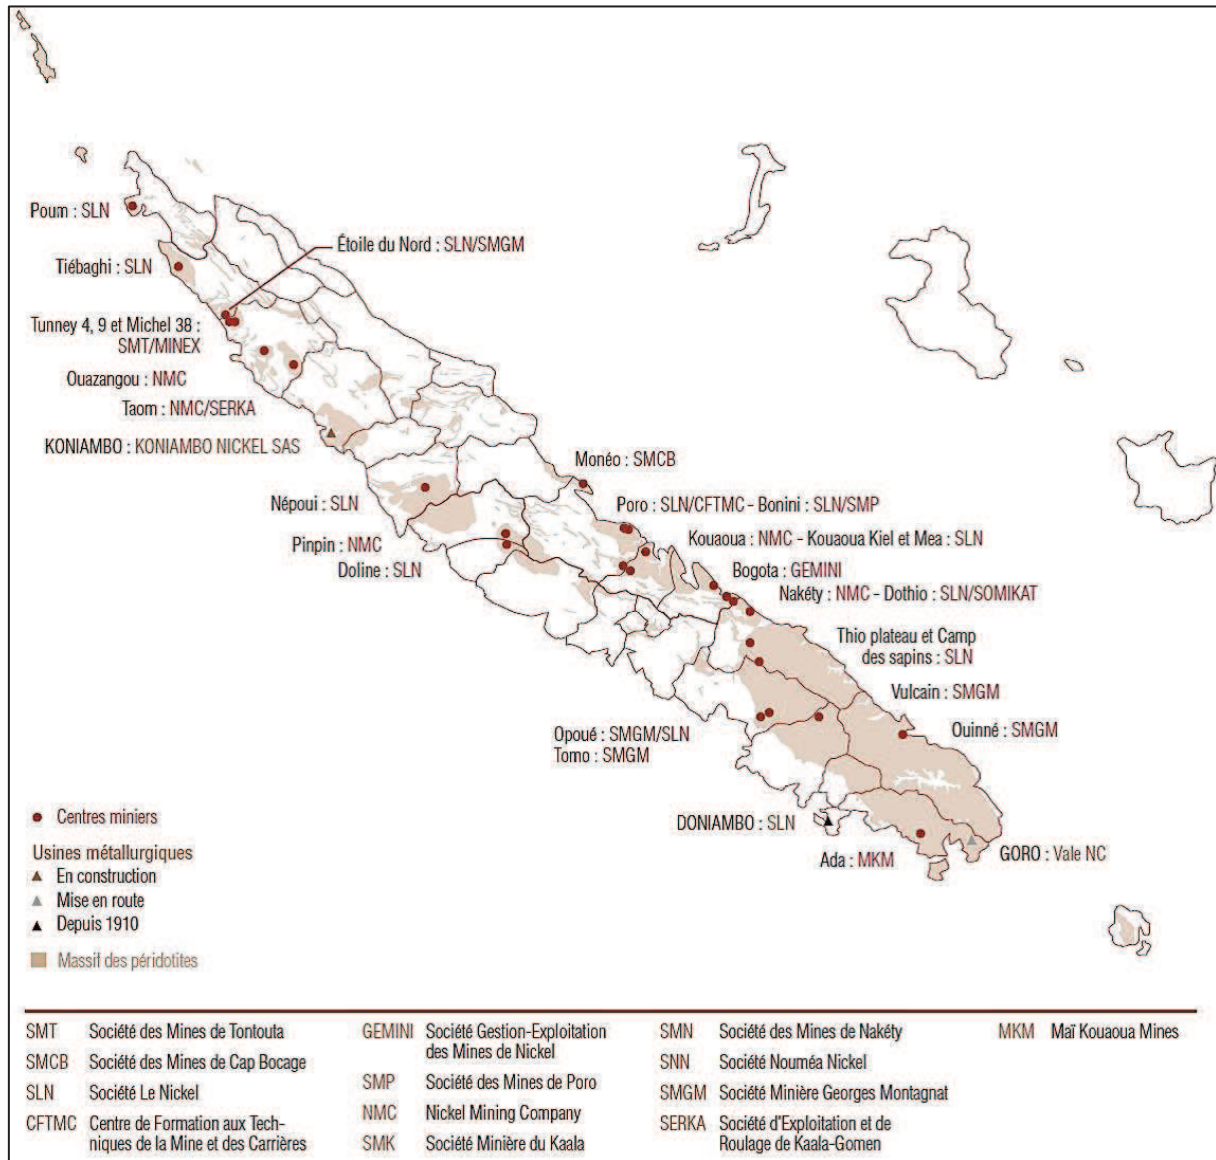 Poum : SLN
Étoile du Nord : SLN/SMGM
Tiébaghi : SLN
Tunney 4, 9 et Michel 38 :
SMT/MINEX
Ouazangou : NMC
Taom : NMC/SERKA
KONIAMBO : KONIAMBO NICKEL SAS
Monéo : SMCB
Népoui : SLN
Poro : SLN/CFTMC - Bonini : SLN/SMP
Kouaoua : NMC - Kouaoua Kiel et Mea : SLN
Pinpin : NMC
Doline : SLN
Bogota : GEMINI
Nakéty : NMC - Dothio : SLN/SOMIKAT
Thio plateau et Camp
des sapins : SLN
Vulcain : SMGM
Ouinné : SMGM
Opoué : SMGM/SLN
Tomo : SMGM
DONIAMBO : SLN
Ada : MKM
GORO : Vale NC
Centres miniers
Usines métallurgiques
En construction
Mise en route
Depuis 1910
Massif des péridotites
SMT Société des Mines de Tontouta
SMCB Société des Mines de Cap Bocage
SLN Société Le Nickel
CFTMC Centre de Formation aux Tech-
niques de la Mine et des Carrières
GEMINI Société Gestion-Exploitation
des Mines de Nickel
SMP Société des Mines de Poro
NMC Nickel Mining Company
SMK Société Minière du Kaala
SMN Société des Mines de Nakéty
SNN Société Nouméa Nickel
SMGM Société Minière Georges Montagnat
SERKA Société d'Exploitation et de
Roulage de Kaala-Gomen
MKM Maï Kouaoua Mines